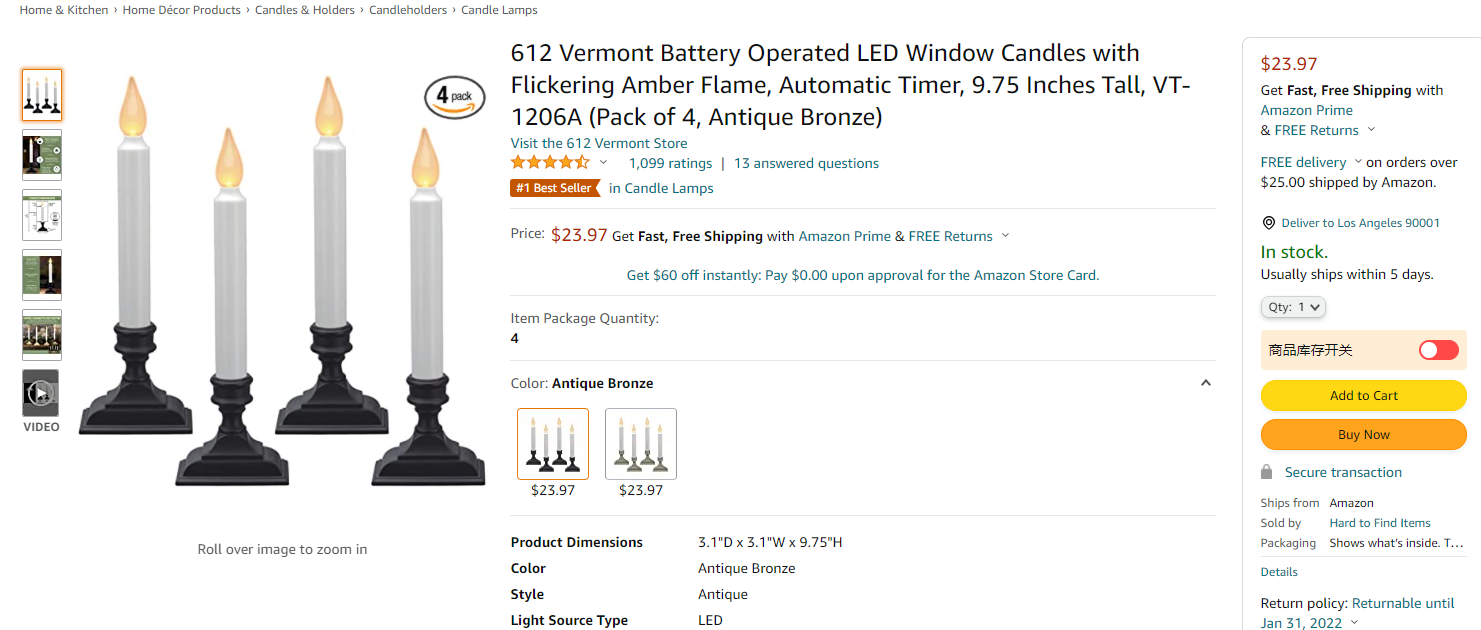 Home & Kitchen › Home Décor Products › Candles & Holders › Candleholders › Candle Lamps
4 pack
VIDEO
Roll over image to zoom in
612 Vermont Battery Operated LED Window Candles with
Flickering Amber Flame, Automatic Timer, 9.75 Inches Tall, VT-
1206A (Pack of 4, Antique Bronze)
Visit the 612 Vermont Store
1,099 ratings | 13 answered questions
#1 Best Seller in Candle Lamps
Price: $23.97 Get Fast, Free Shipping with Amazon Prime & FREE Returns
Get $60 off instantly: Pay $0.00 upon approval for the Amazon Store Card.
Item Package Quantity:
4
Color: Antique Bronze
$23.97 $23.97
Product Dimensions 3.1"D x 3.1"W x 9.75"H
Color Antique Bronze
Style Antique
Light Source Type LED
$23.97
Get Fast, Free Shipping with
Amazon Prime
& FREE Returns
FREE delivery on orders over
$25.00 shipped by Amazon.
Deliver to Los Angeles 90001
In stock.
Usually ships within 5 days.
Qty: 1
商品库存开关
Add to Cart
Buy Now
Secure transaction
Ships from Amazon
Sold by Hard to Find Items
Packaging Shows what's inside. T…
Details
Return policy: Returnable until
Jan 31, 2022